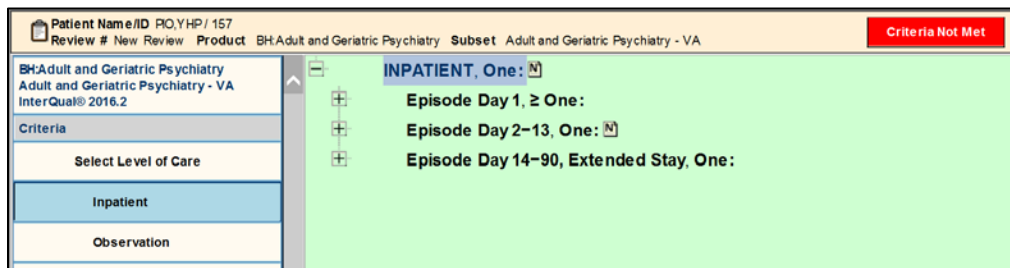 Patient Name/ID PIO,YHP/ 157
Review # New Review Product BH:Adult and Geriatric Psychiatry Subset Adult and Geriatric Psychiatry - VA
Criteria Not Met
BH:Adult and Geriatric Psychiatry
Adult and Geriatric Psychiatry - VA
InterQual® 2016.2
Criteria
Select Level of Care
Inpatient
Observation
INPATIENT, One: N
Episode Day 1, ≥ One:
Episode Day 2-13, One: N
Episode Day 14-90, Extended Stay, One: